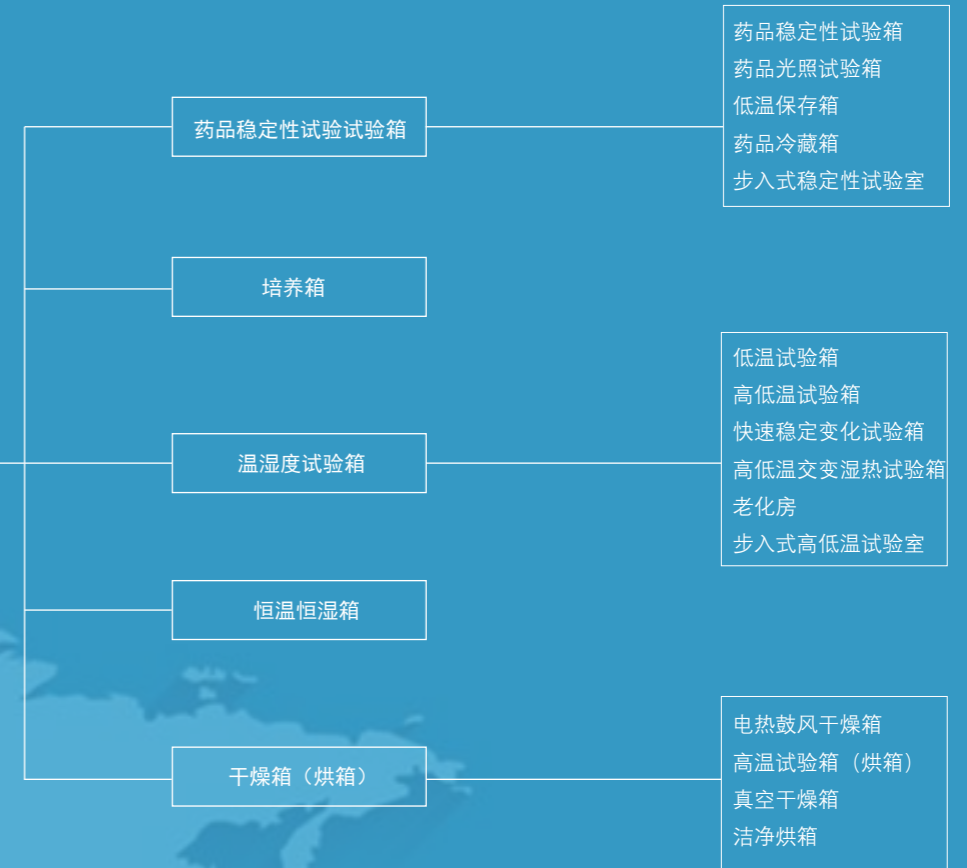 药品稳定性试验试验箱
药品稳定性试验箱
药品光照试验箱
低温保存箱
药品冷藏箱
步入式稳定性试验室
培养箱
温湿度试验箱
低温试验箱
高低温试验箱
快速稳定变化试验箱
高低温交变湿热试验箱
老化房
步入式高低温试验室
恒温恒湿箱
干燥箱（烘箱）
电热鼓风干燥箱
高温试验箱（烘箱）
真空干燥箱
洁净烘箱